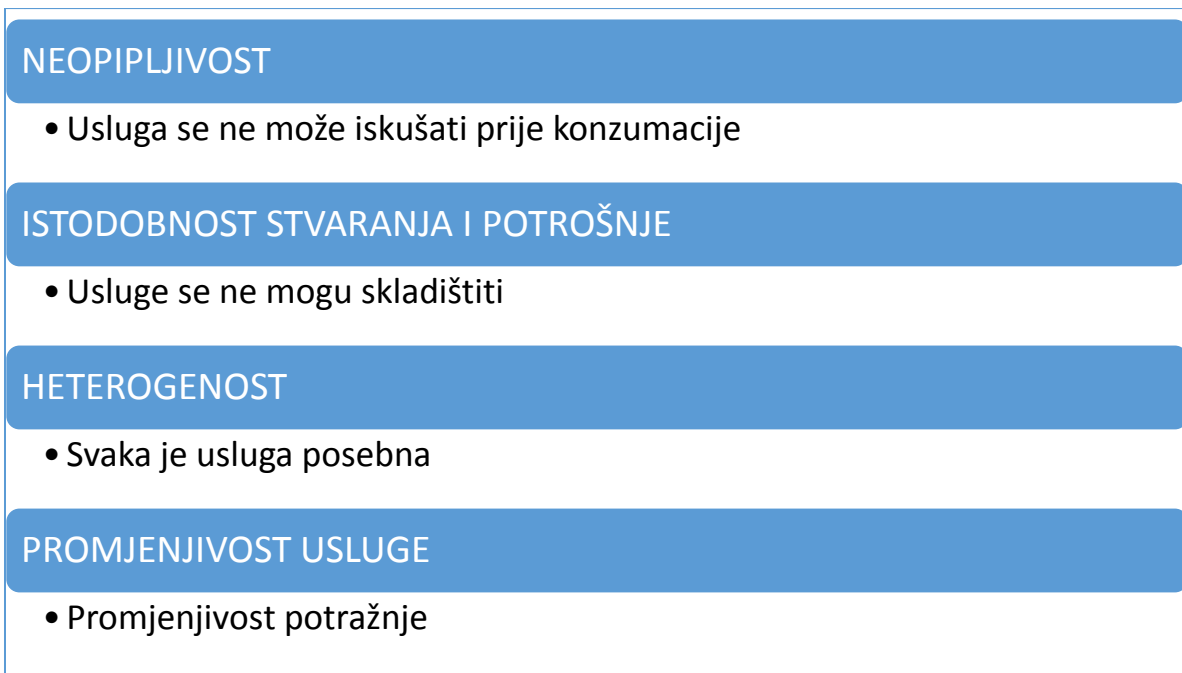 NEOPIPLJIVOST
• Usluga se ne može iskušati prije konzumacije
ISTODOBNOST STVARANJA I POTROŠNJE
• Usluge se ne mogu skladištiti
HETEROGENOST
• Svaka je usluga posebna
PROMJENJIVOST USLUGE
• Promjenjivost potražnje